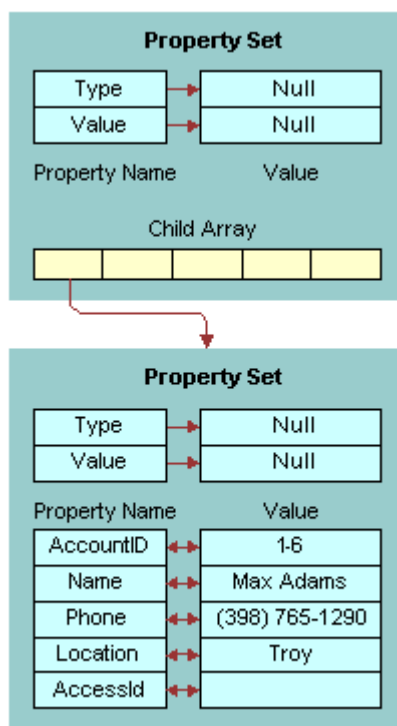 Property Set
Type Null
Value Null
Property Name Value
Child Array
Property Set
Type Null
Value Null
Property Name Value
AccountID 1-6
Name Max Adams
Phone (398) 765-1290
Location Troy
AccessId